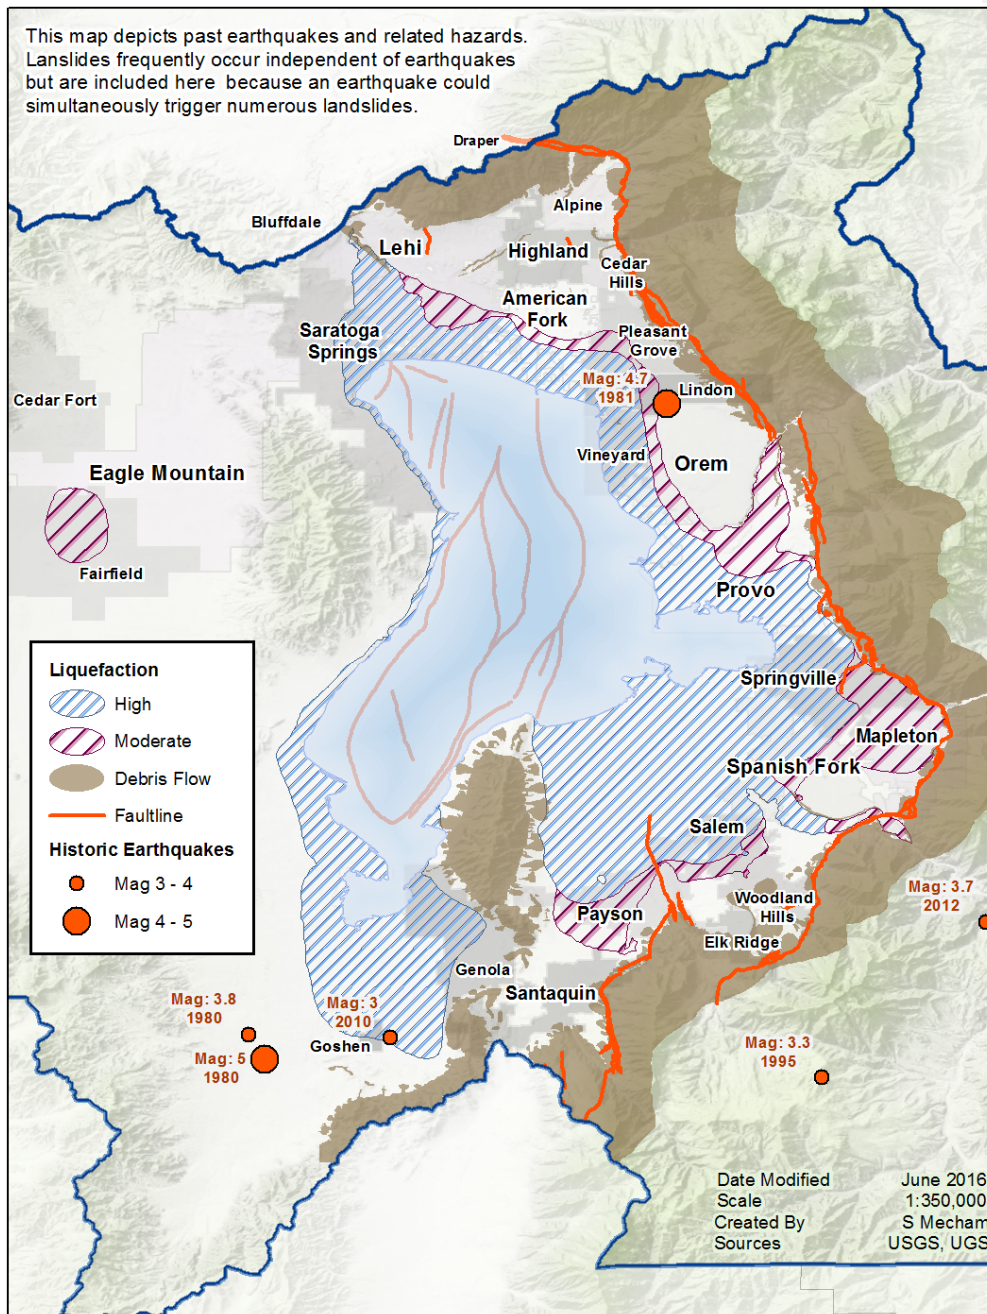 This map depicts past earthquakes and related hazards.
Lanslides frequently occur independent of earthquakes
but are included here because an earthquake could
simultaneously trigger numerous landslides.
Draper
Alpine
Bluffdale
Lehi
Highland
Cedar
Hills
American
Fork
Saratoga
Springs
Pleasant
Grove
Mag: 4.7
1981
Lindon
Cedar Fort
Vineyard
Orem
Eagle Mountain
Fairfield
Provo
Liquefaction
High
Moderate
Debris Flow
Faultline
Historic Earthquakes
Mag 3 - 4
Mag 4 - 5
Springville
Mapleton
Spanish Fork
Salem
Mag: 3.7
2012
Woodland
Hills
Payson
Elk Ridge
Genola
Santaquin
Mag: 3.8
1980
Mag: 3
2010
Goshen
Mag: 5
1980
Mag: 3.3
1995
Date Modified June 2016
Scale 1:350,000
Created By S Mecham
Sources USGS, UGS